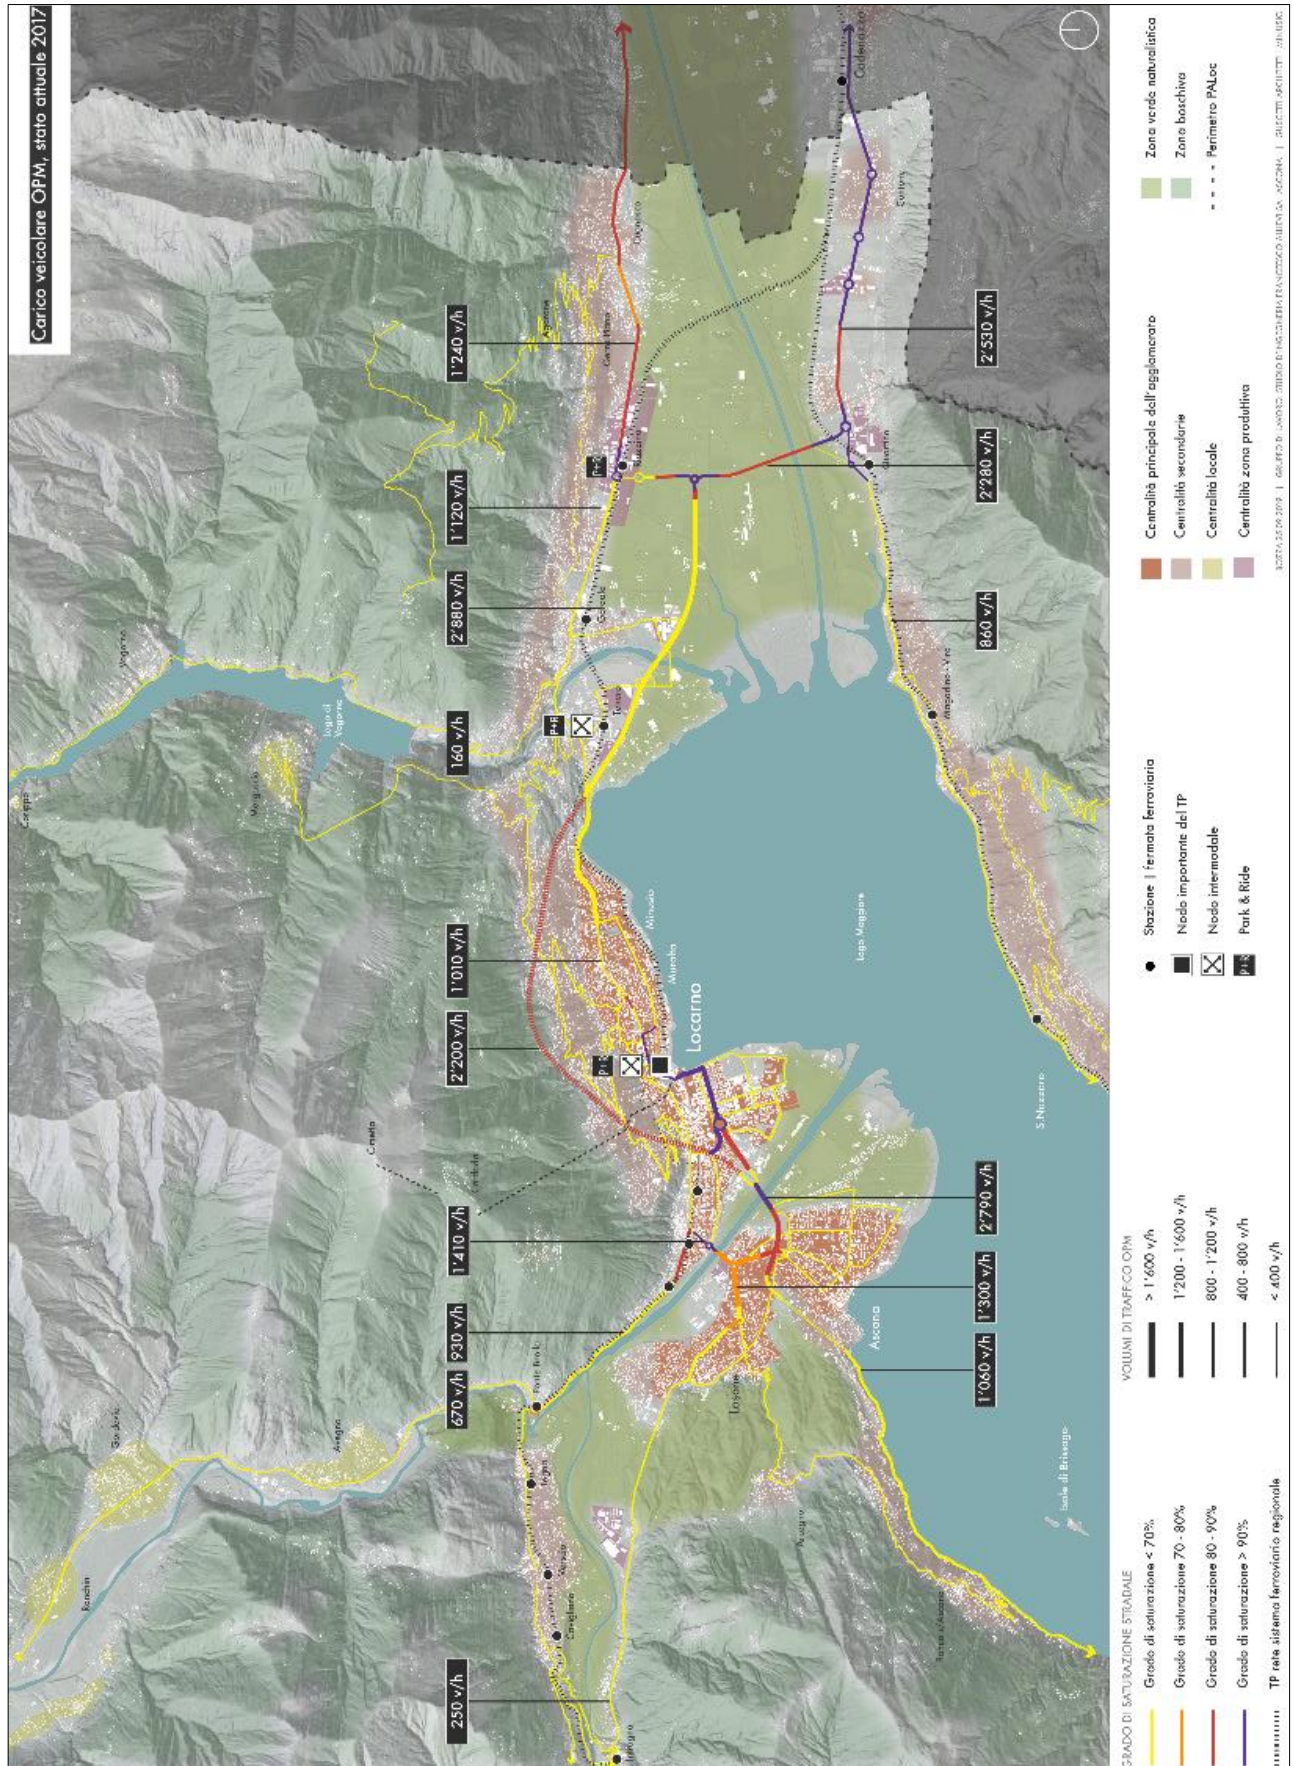 Carico veicolare OPM, stato attuale 2017
250 v/h
670 v/h
930 v/h
1'410 v/h
2'200 v/h
1'010 v/h
160 v/h
2'880 v/h
1'120 v/h
1'240 v/h
1'060 v/h
1'300 v/h
2'790 v/h
860 v/h
2'280 v/h
2'530 v/h
P+R
P+R
P+R
Ronchini
Gordevio
Avegno
Ponte Brolla
Tegna
Verscio
Cavigliano
Intragna
Losone
Ascona
Locarno
Muralto
Minusio
Lago di
Vogorno
Vogorno
Corippo
Mergoscia
Tenero
Gordola
Riazzino
Cugnasco
Cadenazzo
Contone
Quartino
Magadino - Vira
S.Nazzaro
Lago Maggiore
Isole di Brissago
GRADO DI SATURAZIONE STRADALE
Grado di saturazione < 70%
Grado di saturazione 70 - 80%
Grado di saturazione 80 - 90%
Grado di saturazione > 90%
TP rete sistema ferroviario regionale
VOLUMI DI TRAFFICO OPM
> 1'600 v/h
1'200 - 1'600 v/h
800 - 1'200 v/h
400 - 800 v/h
< 400 v/h
Stazione | fermata ferroviaria
Nodo importante del TP
Nodo intermodale
P+R
Park & Ride
Centralità principale dell'agglomerato
Centralità secondarie
Centralità locale
Centralità zona produttiva
Zona verde naturalistica
Zona boschiva
Perimetro PALoc